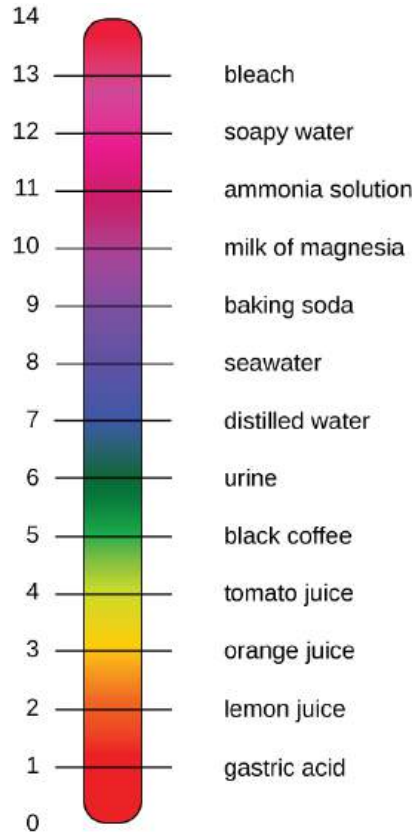 14
13 bleach
12 soapy water
11 ammonia solution
10 milk of magnesia
9 baking soda
8 seawater
7 distilled water
6 urine
5 black coffee
4 tomato juice
3 orange juice
2 lemon juice
1 gastric acid
0